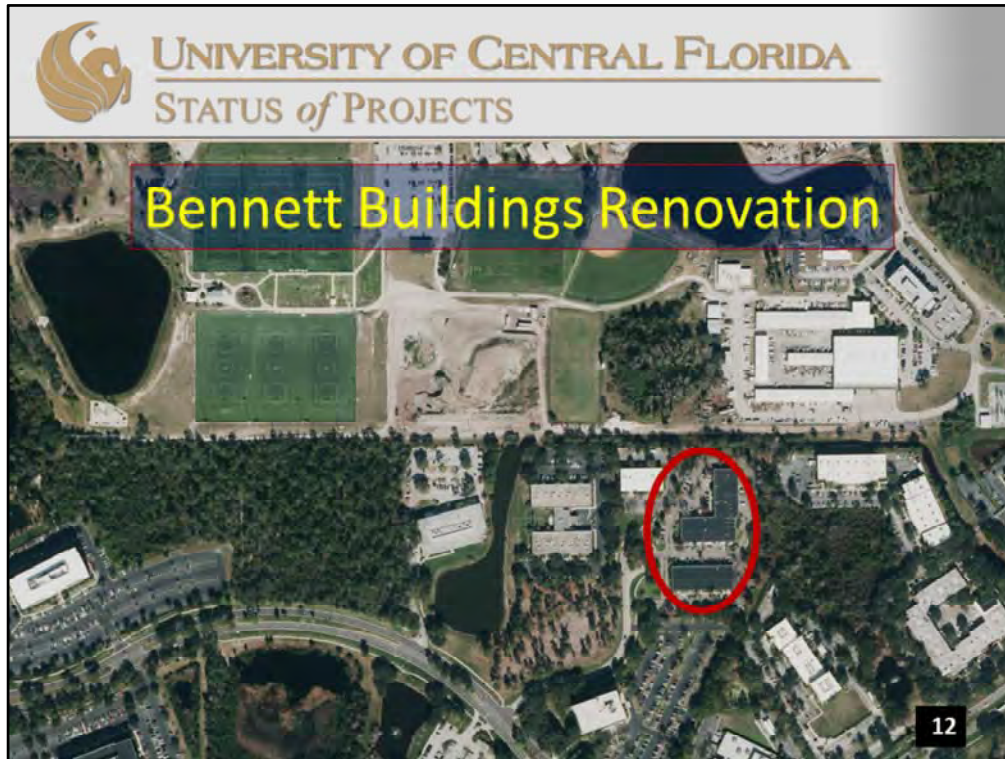 UNIVERSITY OF CENTRAL FLORIDA
STATUS of PROJECTS
Bennett Buildings Renovation
12